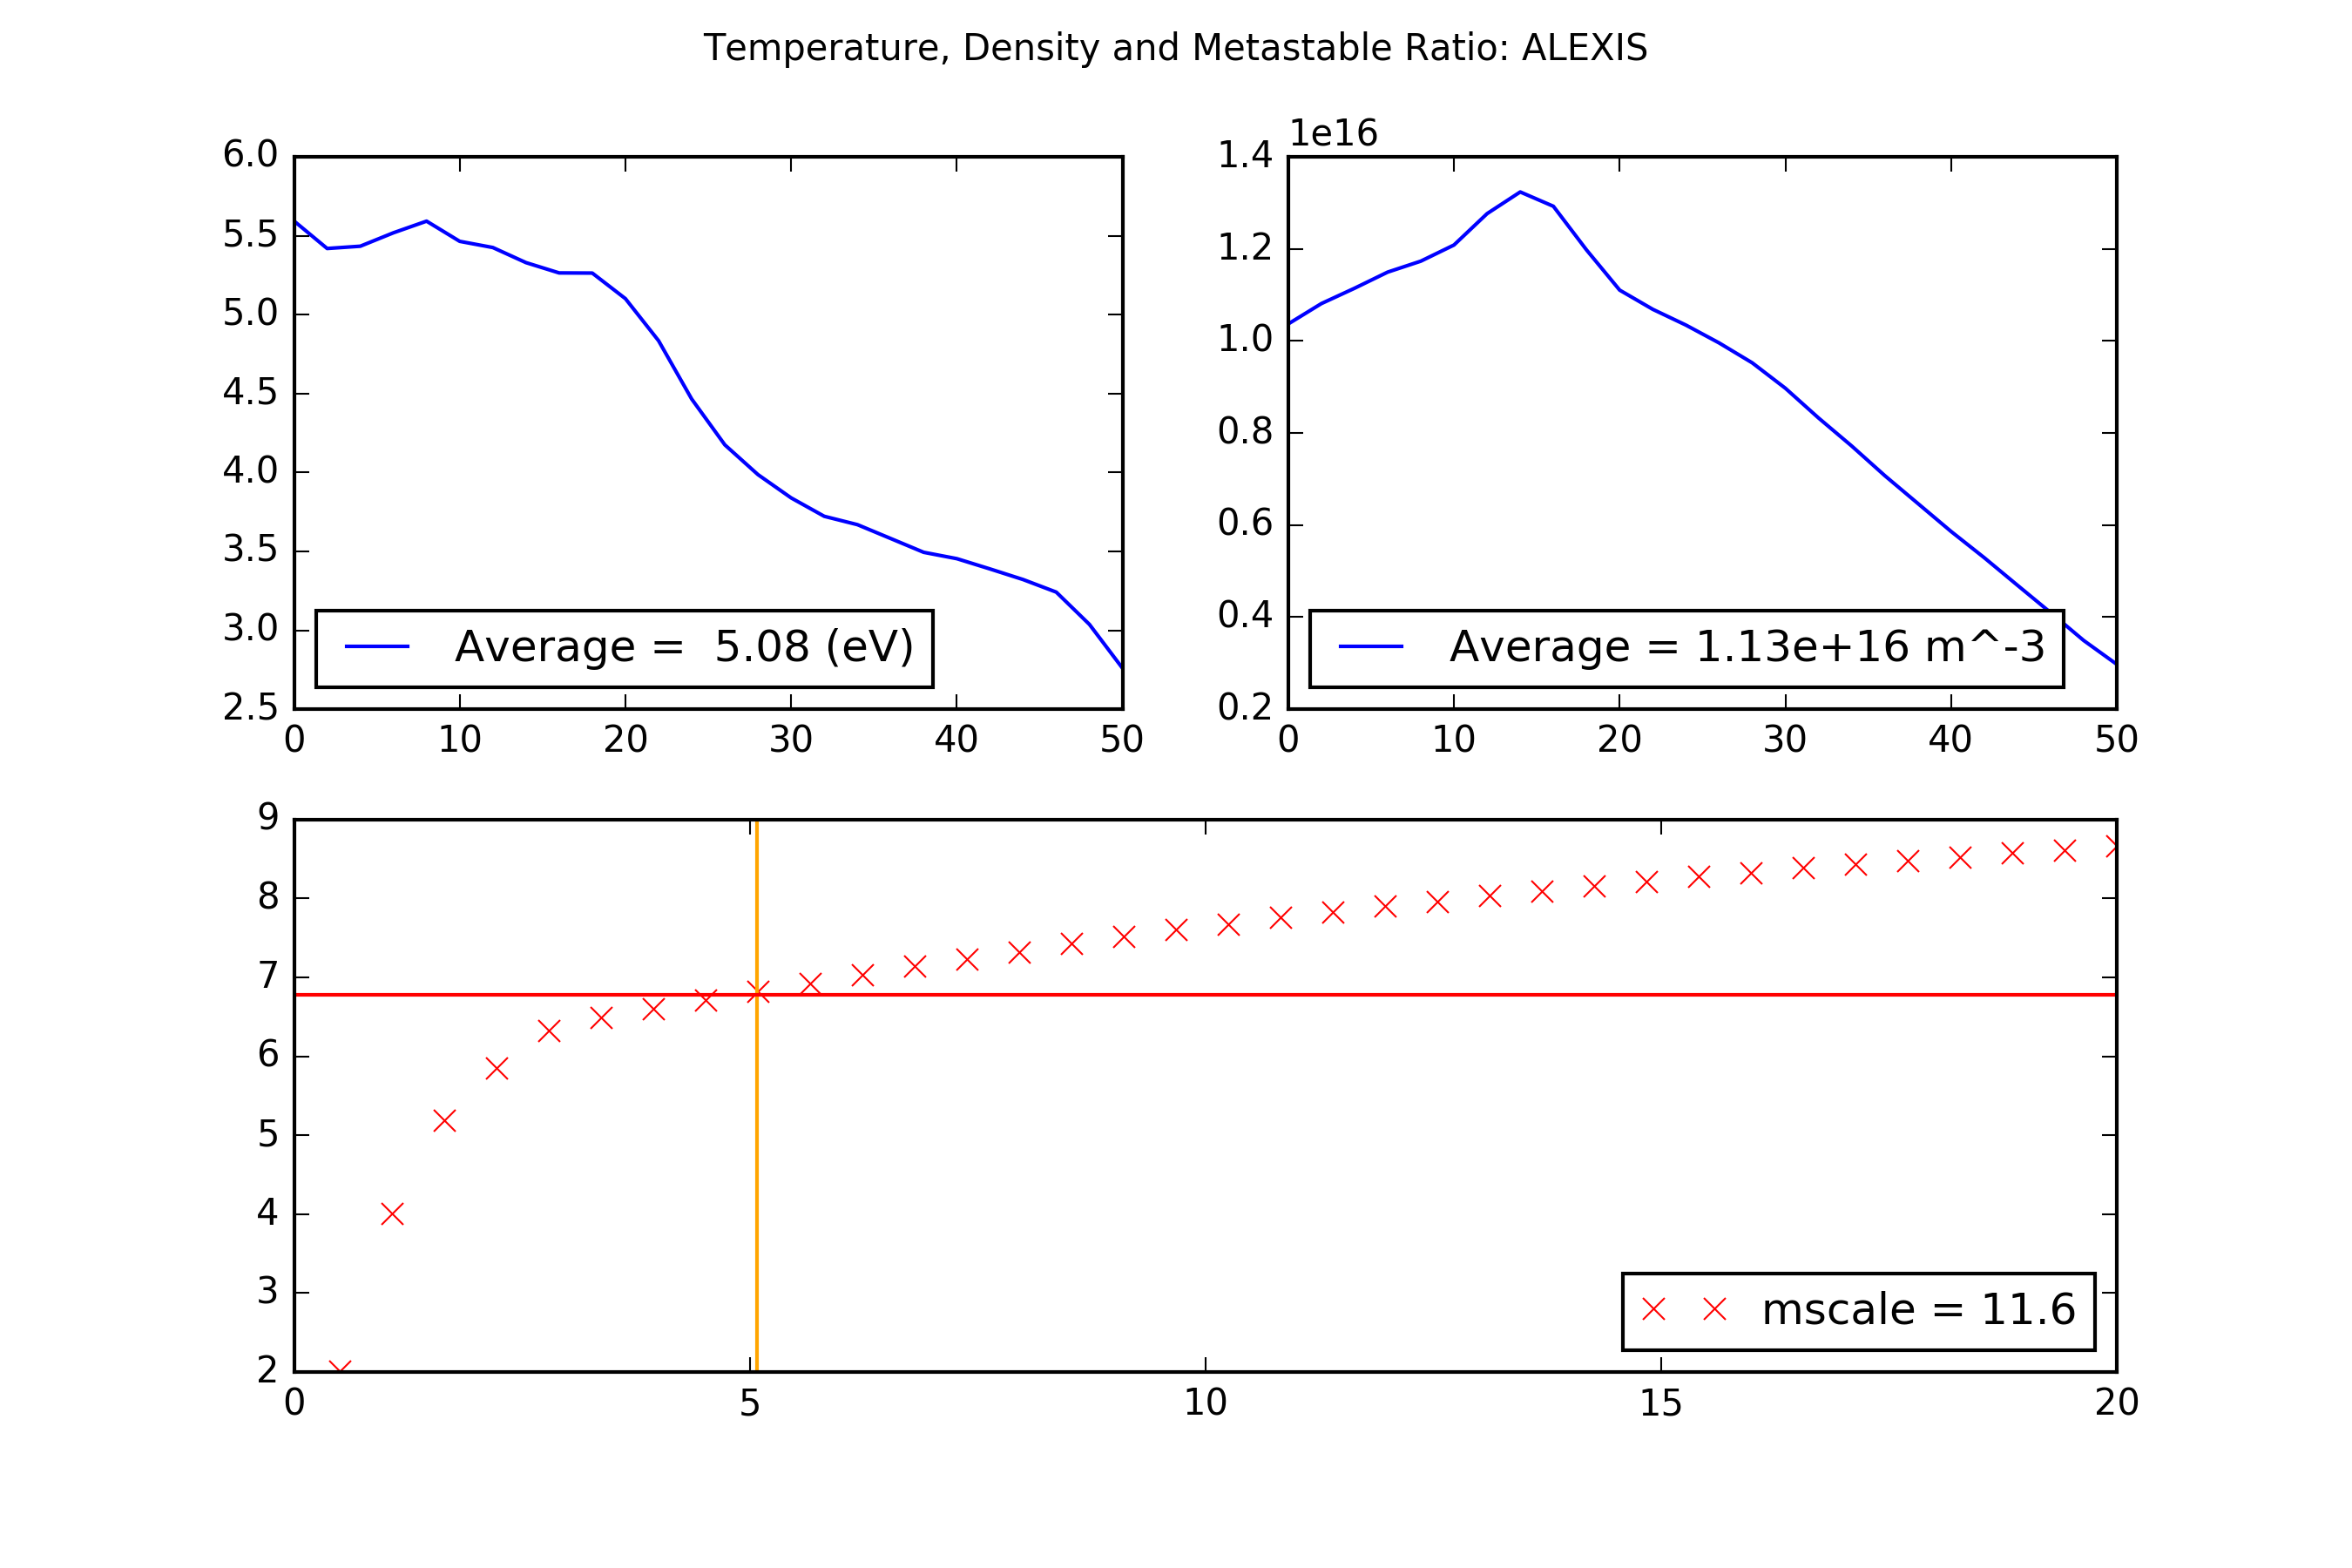 Temperature, Density and Metastable Ratio: ALEXIS
6.0
5.5
5.0
4.5
4.0
3.5
3.0
2.5
0 10 20 30 40 50
Average =  5.08 (eV)
1e16
1.4
1.2
1.0
0.8
0.6
0.4
0.2
0 10 20 30 40 50
Average = 1.13e+16 m^-3
9
8
7
6
5
4
3
2
0 5 10 15 20
mscale = 11.6